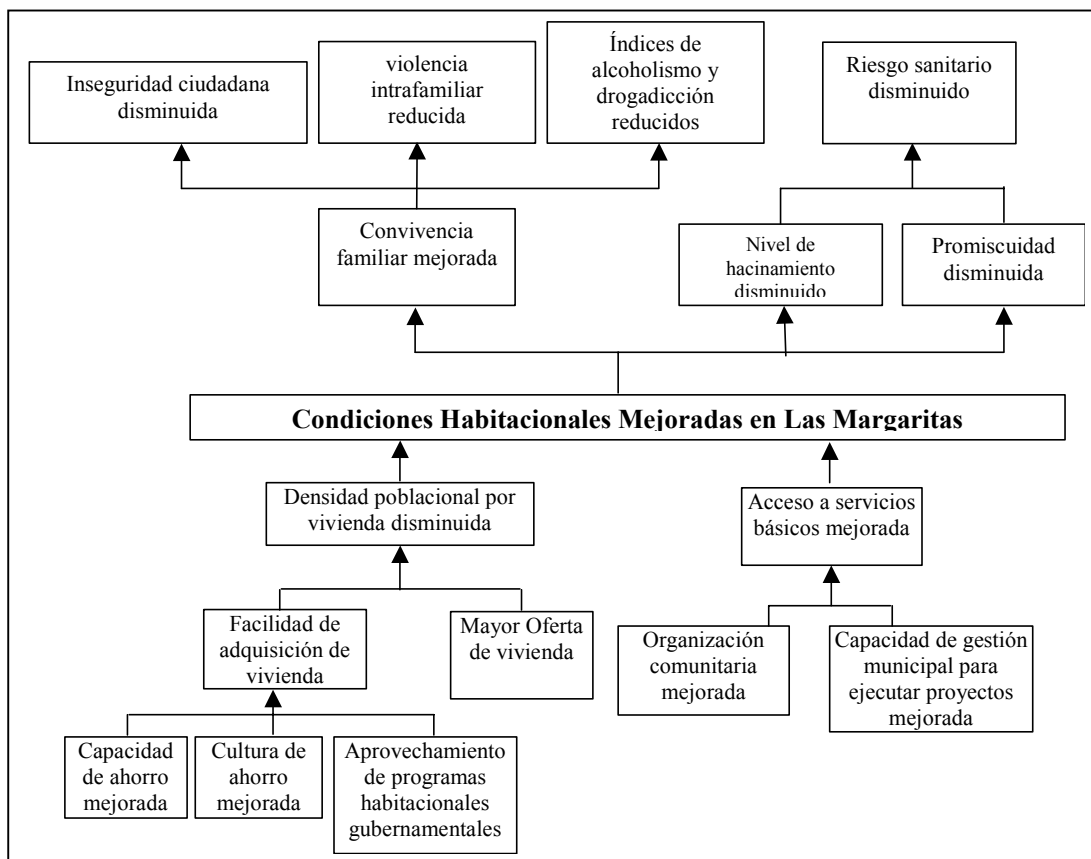 Inseguridad ciudadana
disminuida
violencia
intrafamiliar
reducida
Índices de
alcoholismo y
drogadicción
reducidos
Riesgo sanitario
disminuido
Convivencia
familiar mejorada
Nivel de
hacinamiento
disminuido
Promiscuidad
disminuida
Condiciones Habitacionales Mejoradas en Las Margaritas
Densidad poblacional por
vivienda disminuida
Acceso a servicios
básicos mejorada
Facilidad de
adquisición de
vivienda
Mayor Oferta
de vivienda
Organización
comunitaria
mejorada
Capacidad de gestión
municipal para
ejecutar proyectos
mejorada
Capacidad
de ahorro
mejorada
Cultura de
ahorro
mejorada
Aprovechamiento
de programas
habitacionales
gubernamentales